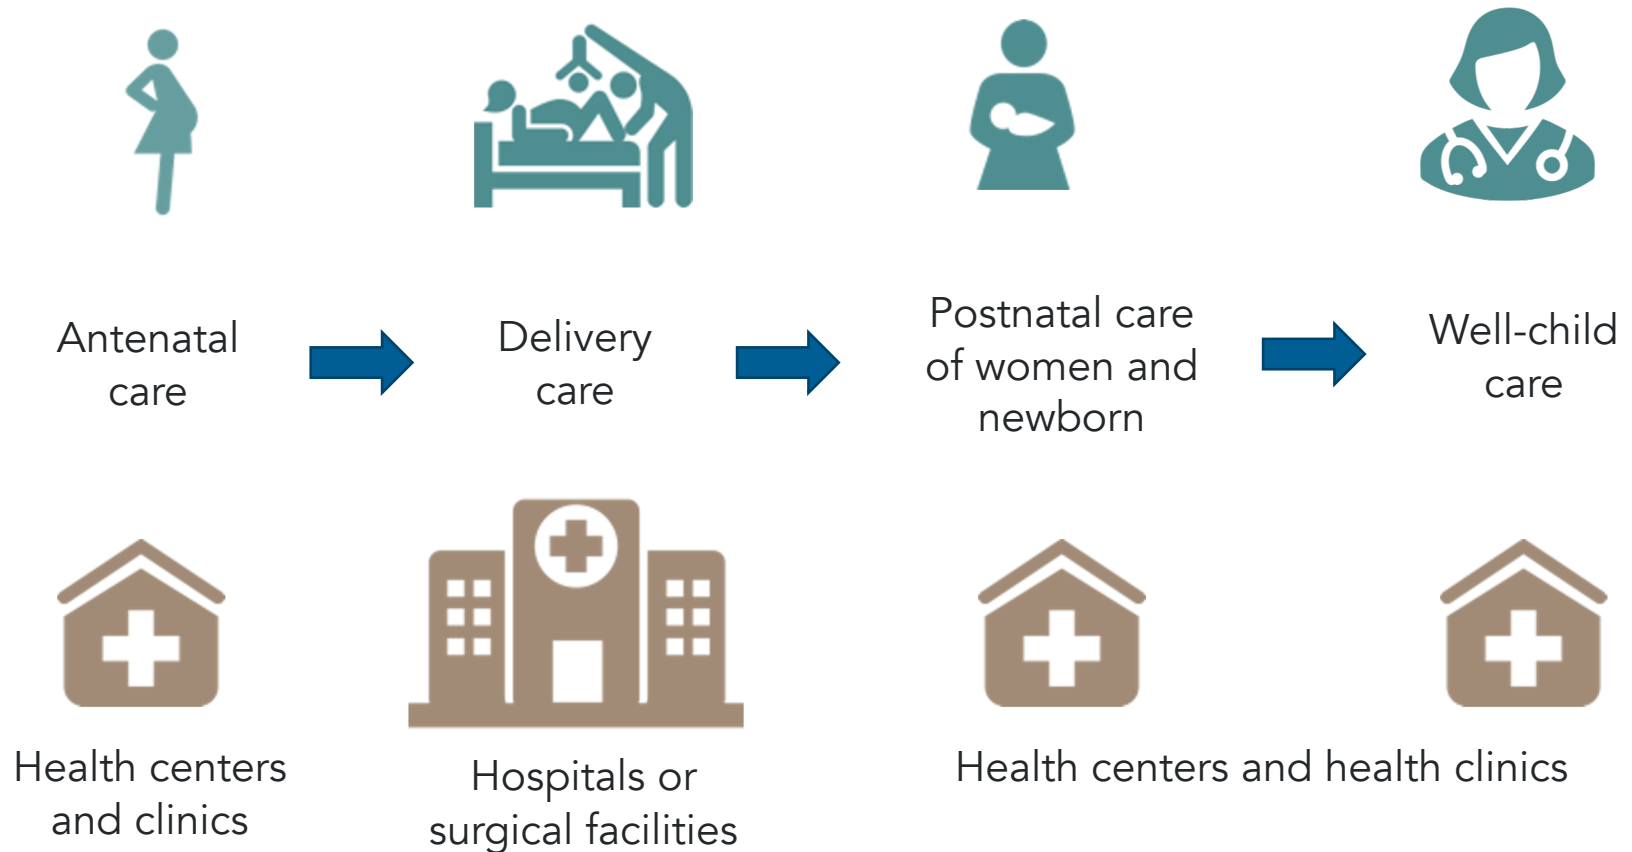 Antenatal
care
Delivery
care
Postnatal care
of women and
newborn
Well-child
care
Health centers
and clinics
Hospitals or
surgical facilities
Health centers and health clinics